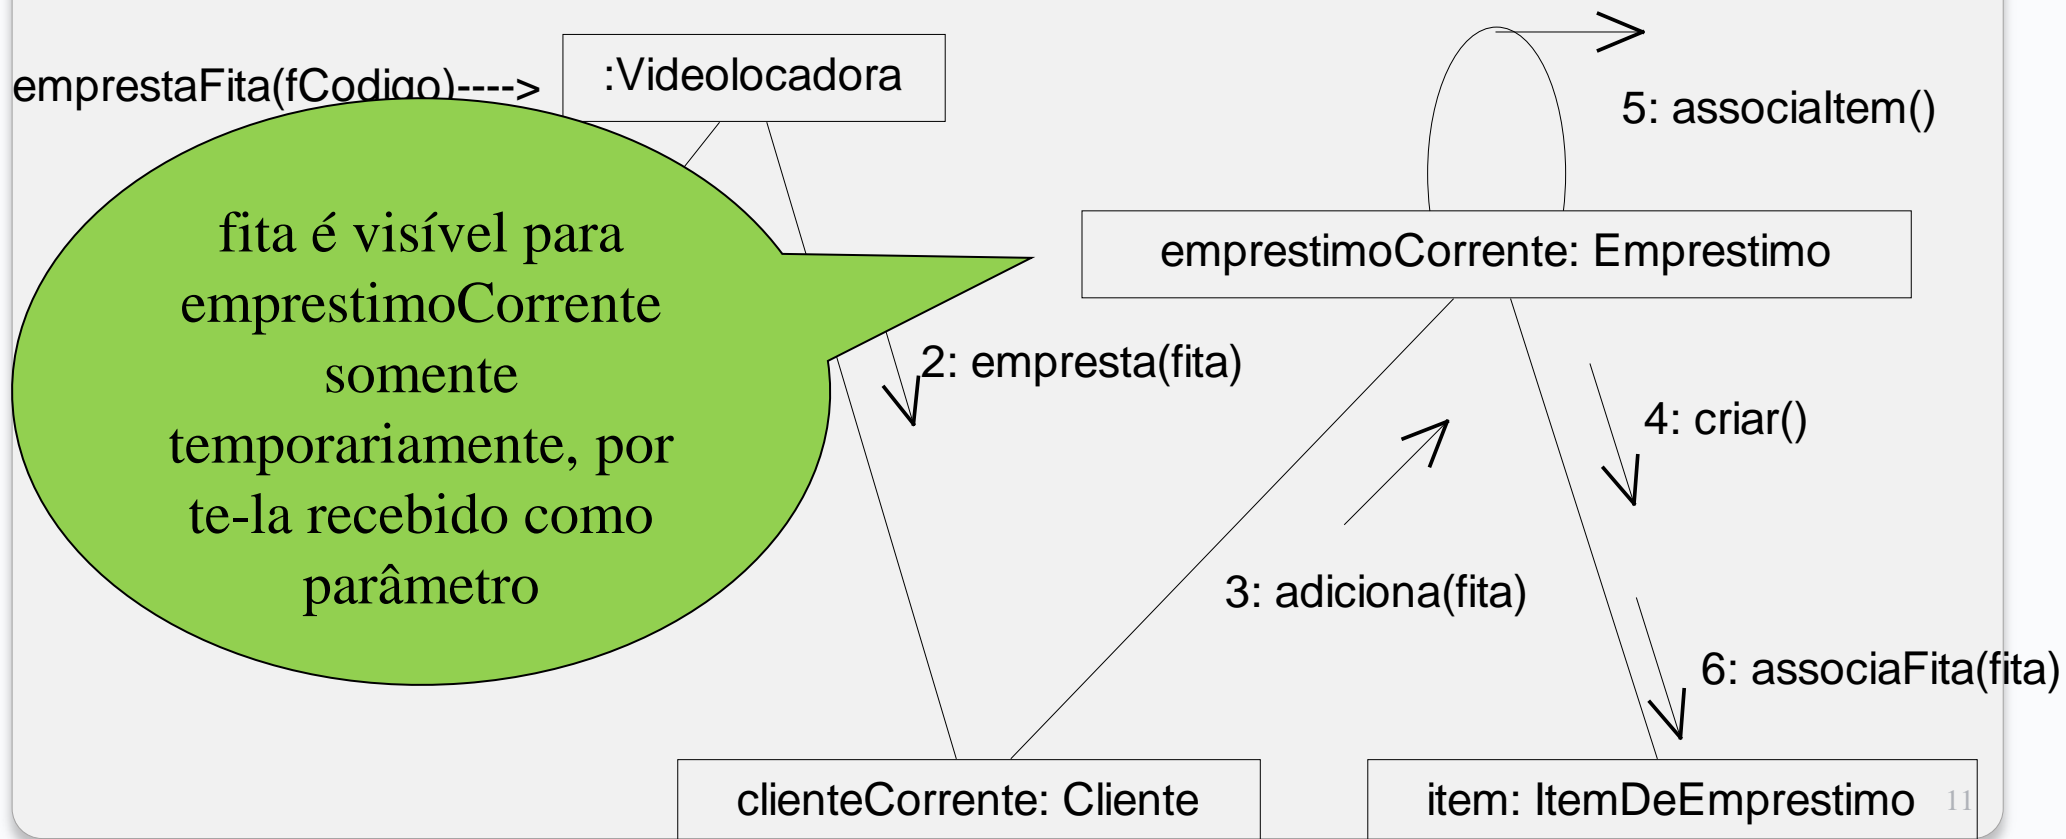 emprestaFita(fCodigo)---->
:Videolocadora
5: associaItem()
fita é visível para
emprestimoCorrente
somente
temporariamente, por
te-la recebido como
parâmetro
emprestimoCorrente: Emprestimo
2: empresta(fita)
4: criar()
3: adiciona(fita)
6: associaFita(fita)
clienteCorrente: Cliente
item: ItemDeEmprestimo
11